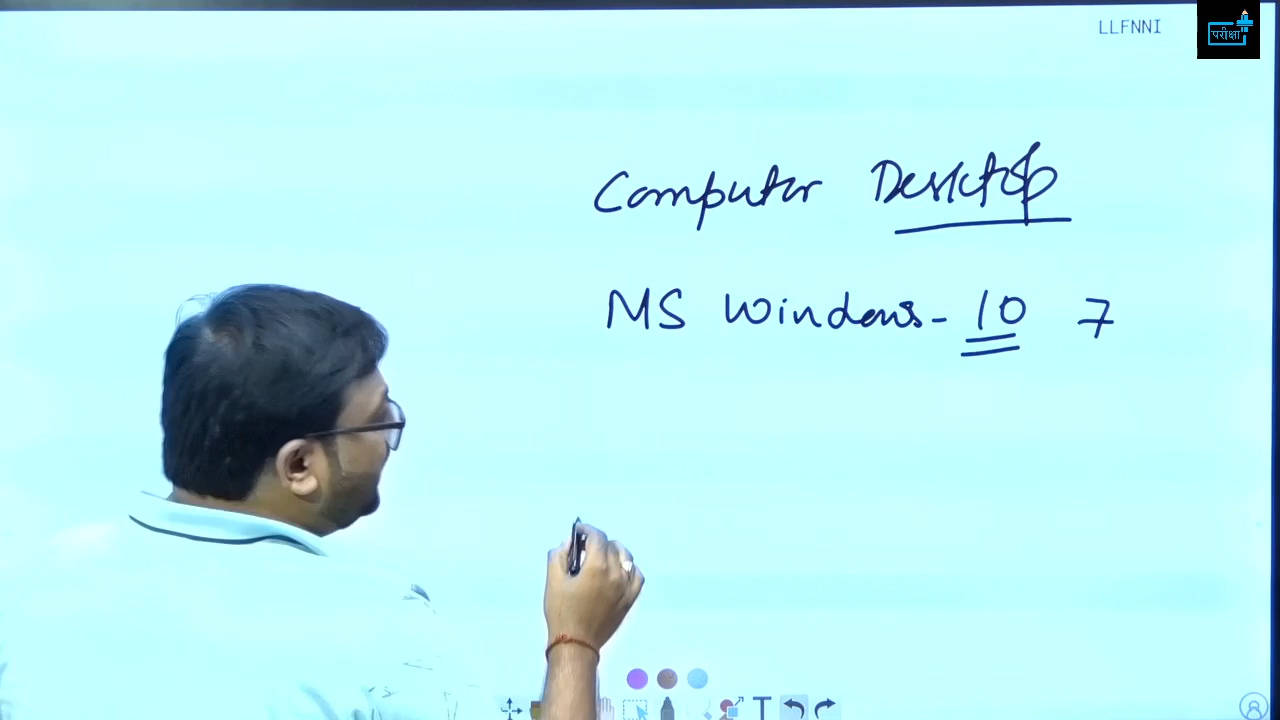 LLFNNI
परीक्षा
Computer Desktop
MS Windows - 10 7
T